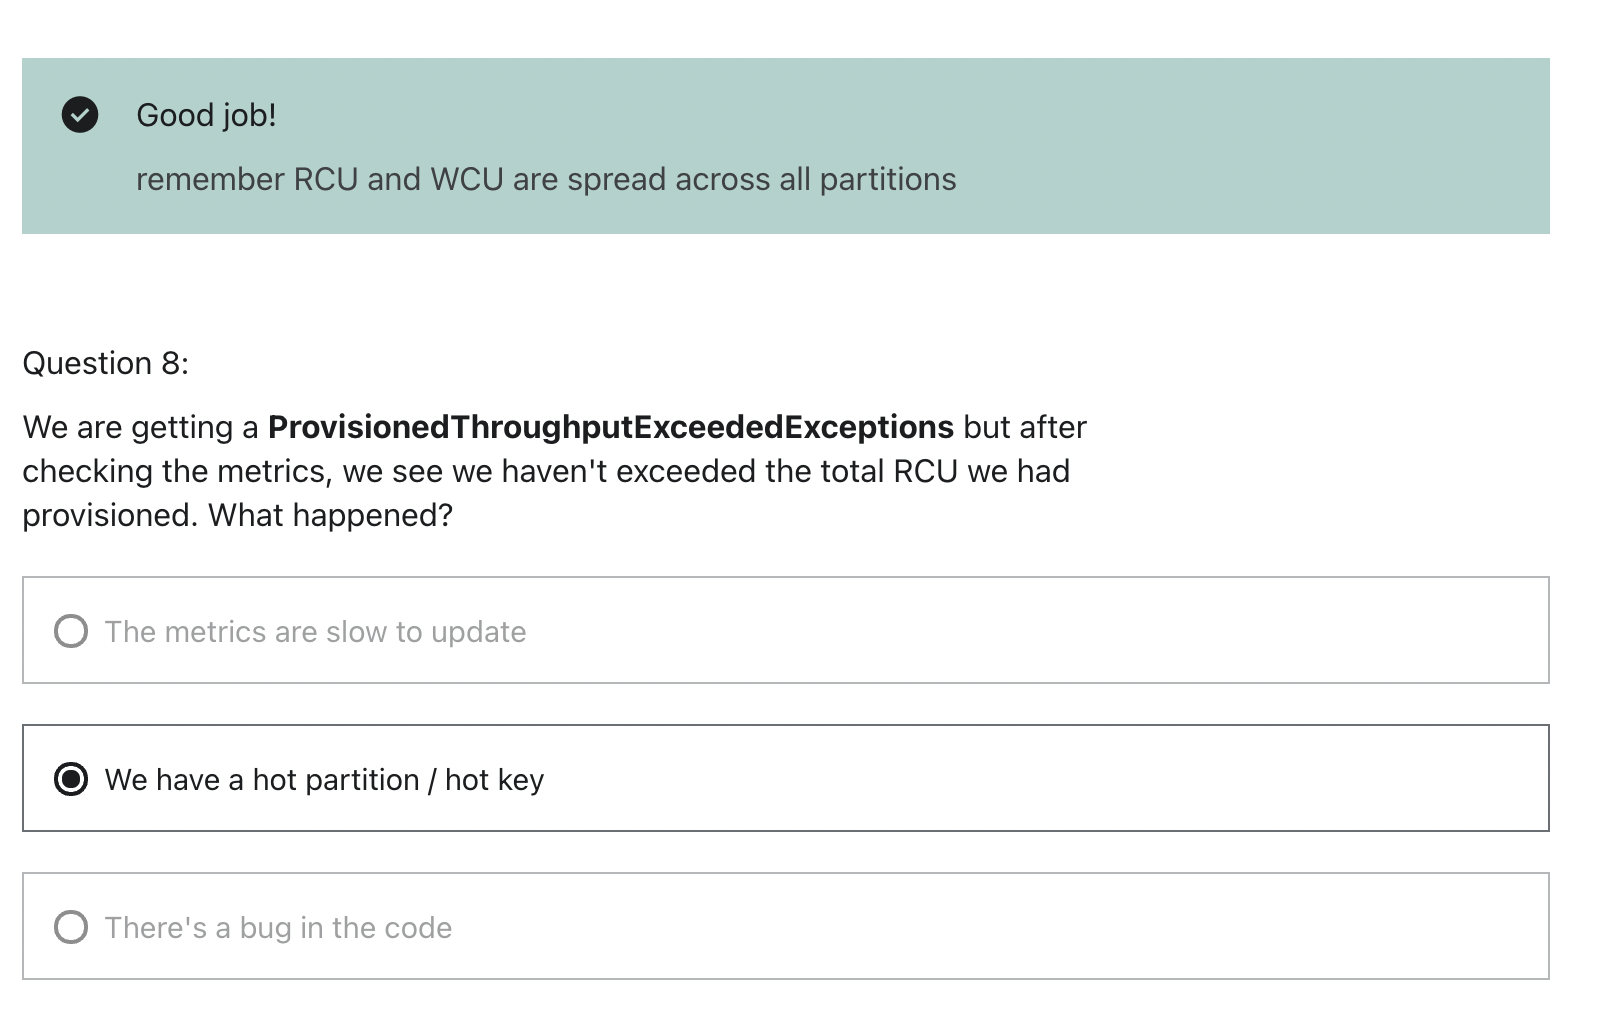 Good job!
remember RCU and WCU are spread across all partitions
Question 8:
We are getting a ProvisionedThroughputExceededExceptions but after
checking the metrics, we see we haven't exceeded the total RCU we had
provisioned. What happened?
The metrics are slow to update
We have a hot partition / hot key
There's a bug in the code